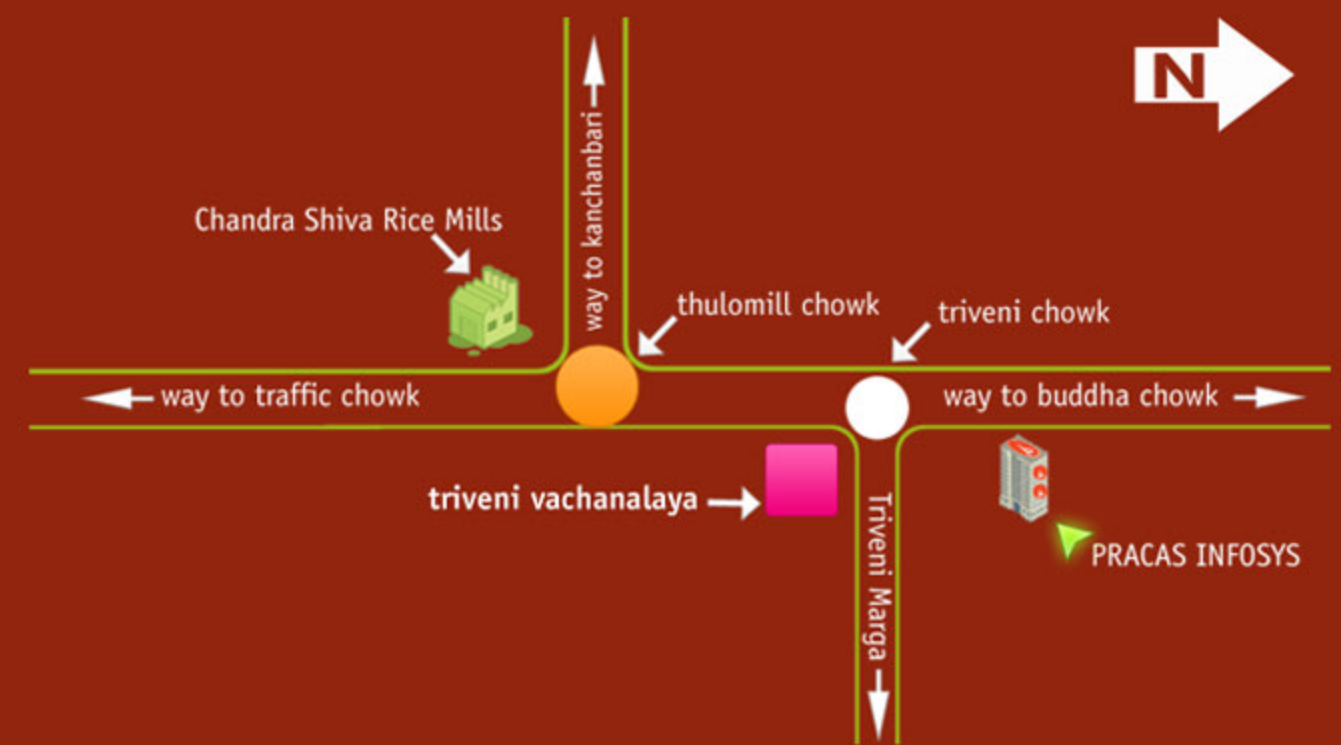 N
way to kanchanbari
Chandra Shiva Rice Mills
thulomill chowk
triveni chowk
way to traffic chowk
way to buddha chowk
triveni vachanalaya
Triveni Marga
PRACAS INFOSYS